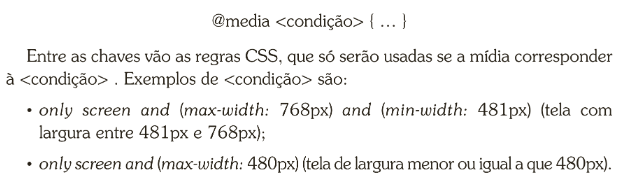 @media <condição> { … }
Entre as chaves vão as regras CSS, que só serão usadas se a mídia corresponder
à <condição> . Exemplos de <condição> são:
• only screen and (max-width: 768px) and (min-width: 481px) (tela com
largura entre 481px e 768px);
• only screen and (max-width: 480px) (tela de largura menor ou igual a que 480px).